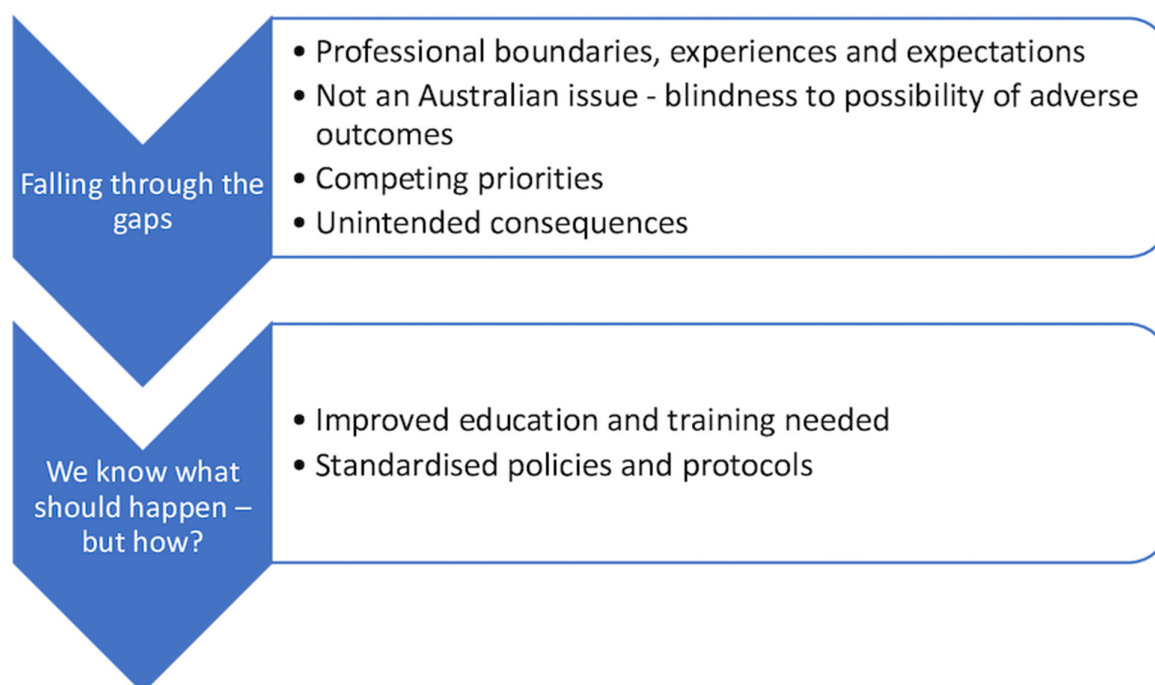 Falling through the
gaps
• Professional boundaries, experiences and expectations
• Not an Australian issue - blindness to possibility of adverse
outcomes
• Competing priorities
• Unintended consequences
We know what
should happen –
but how?
• Improved education and training needed
• Standardised policies and protocols